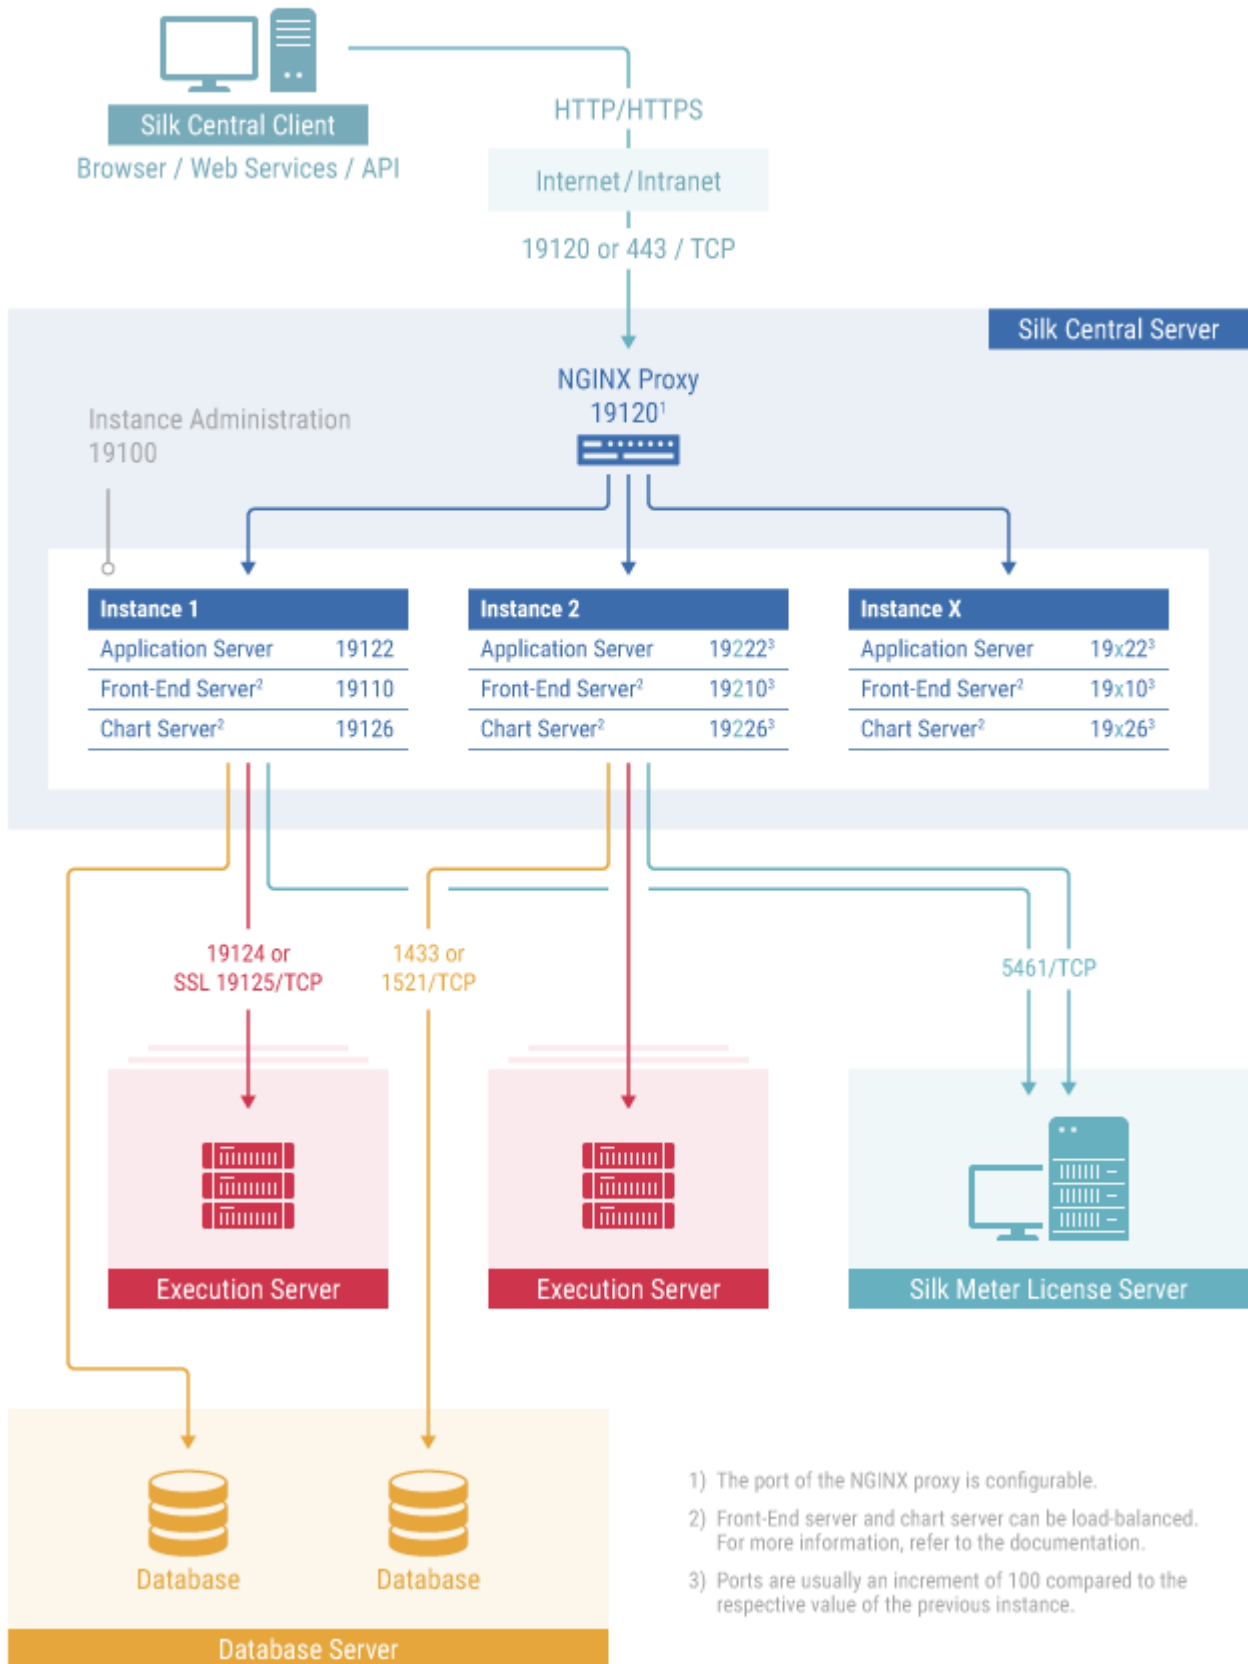 Silk Central Client
Browser / Web Services / API
HTTP/HTTPS
Internet/Intranet
19120 or 443 / TCP
Silk Central Server
NGINX Proxy
19120¹
Instance Administration
19100
Instance 1
Application Server 19122
Front-End Server² 19110
Chart Server² 19126
Instance 2
Application Server 19222³
Front-End Server² 19210³
Chart Server² 19226³
Instance X
Application Server 19x22³
Front-End Server² 19x10³
Chart Server² 19x26³
19124 or
SSL 19125/TCP
1433 or
1521/TCP
5461/TCP
Execution Server
Execution Server
Silk Meter License Server
Database
Database
Database Server
1) The port of the NGINX proxy is configurable.
2) Front-End server and chart server can be load-balanced.
For more information, refer to the documentation.
3) Ports are usually an increment of 100 compared to the
respective value of the previous instance.